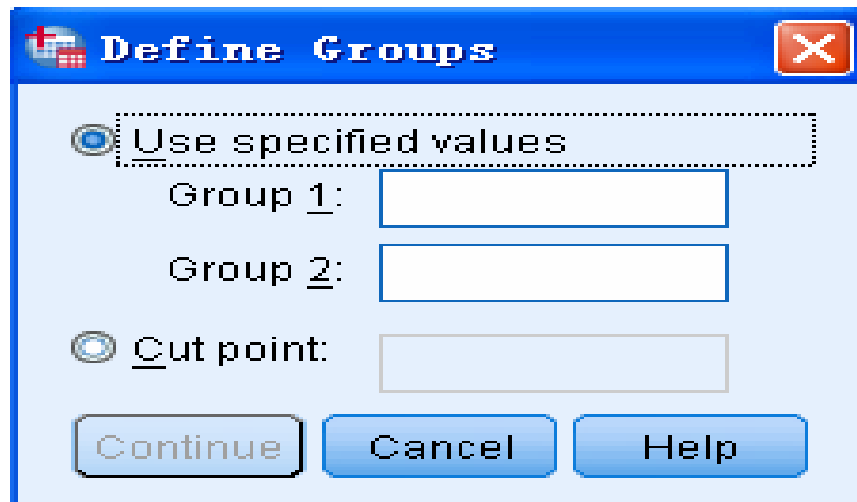 Define Groups
Use specified values
Group 1:
Group 2:
Cut point:
Continue Cancel Help